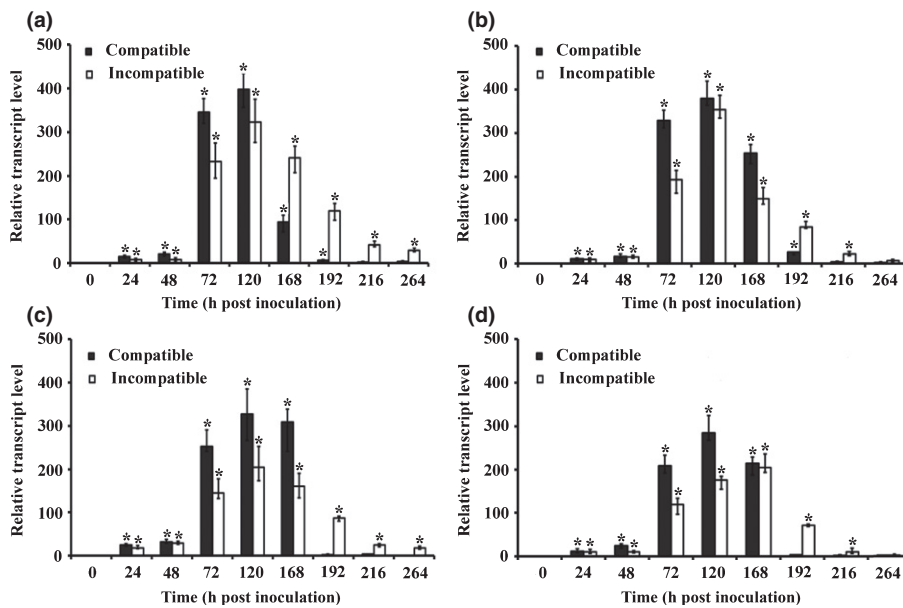 (a)
Relative transcript level
500
400
300
200
100
0
Compatible
Incompatible
* * * * * * * * * * * * * *
0 24 48 72 120 168 192 216 264
Time (h post inoculation)
(b)
Relative transcript level
500
400
300
200
100
0
Compatible
Incompatible
* * * * * * * * * * * * *
0 24 48 72 120 168 192 216 264
Time (h post inoculation)
(c)
Relative transcript level
500
400
300
200
100
0
Compatible
Incompatible
* * * * * * * * * * * * *
0 24 48 72 120 168 192 216 264
Time (h post inoculation)
(d)
Relative transcript level
500
400
300
200
100
0
Compatible
Incompatible
* * * * * * * * * * * *
0 24 48 72 120 168 192 216 264
Time (h post inoculation)